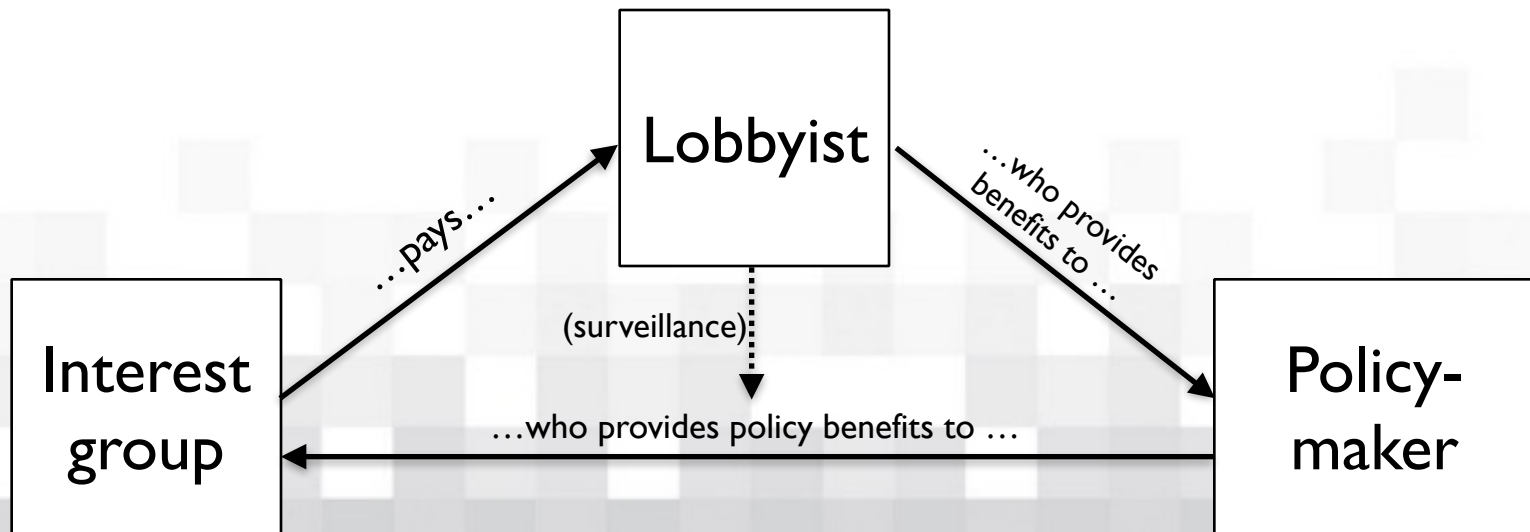 Lobbyist
…pays…
…who provides
benefits to …
(surveillance)
Interest
group
…who provides policy benefits to …
Policy-
maker